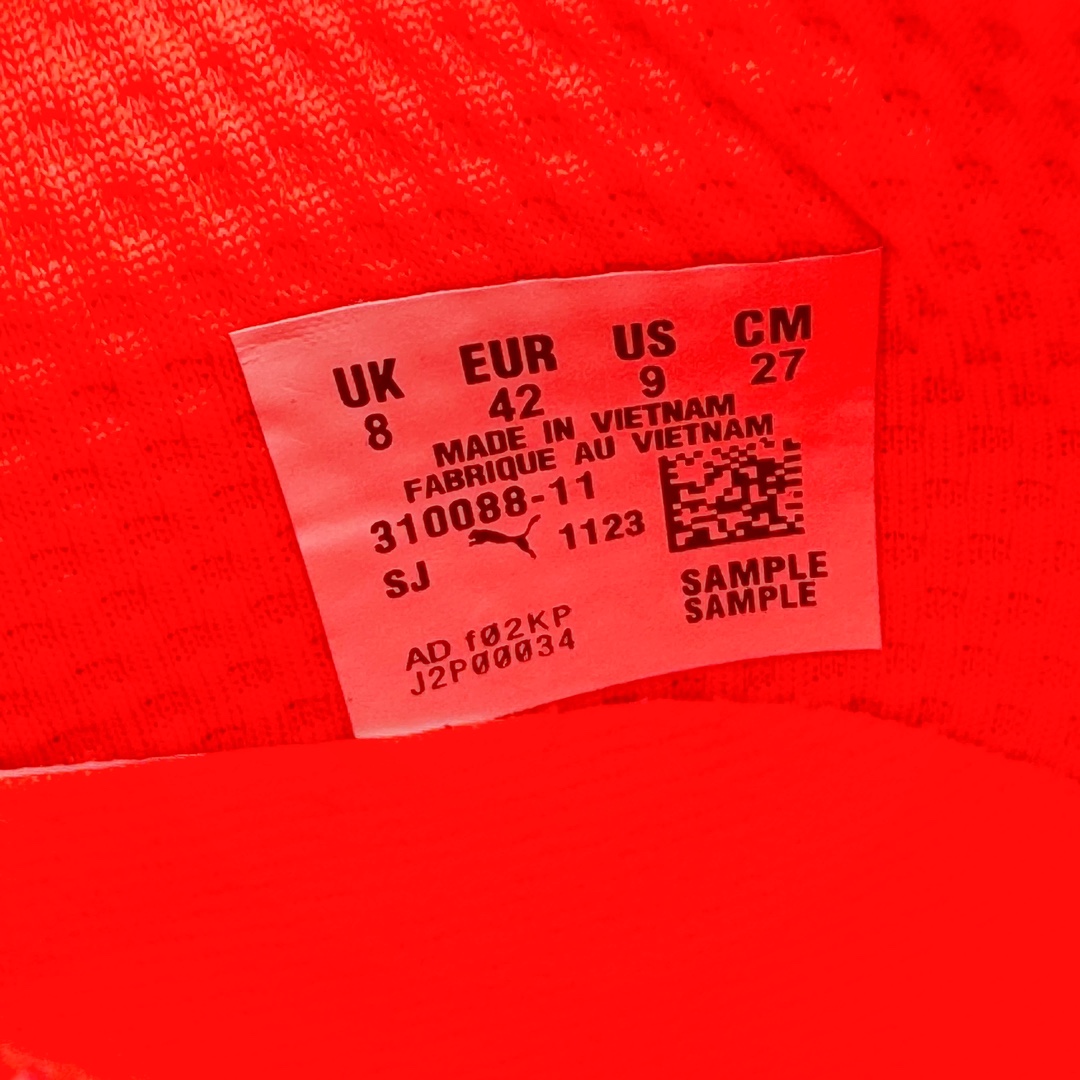 UK EUR US CM
8 42 9 27
MADE IN VIETNAM
FABRIQUE AU VIETNAM
310088-11
1123
SJ
SAMPLE
SAMPLE
AD f02KP
J2P00034